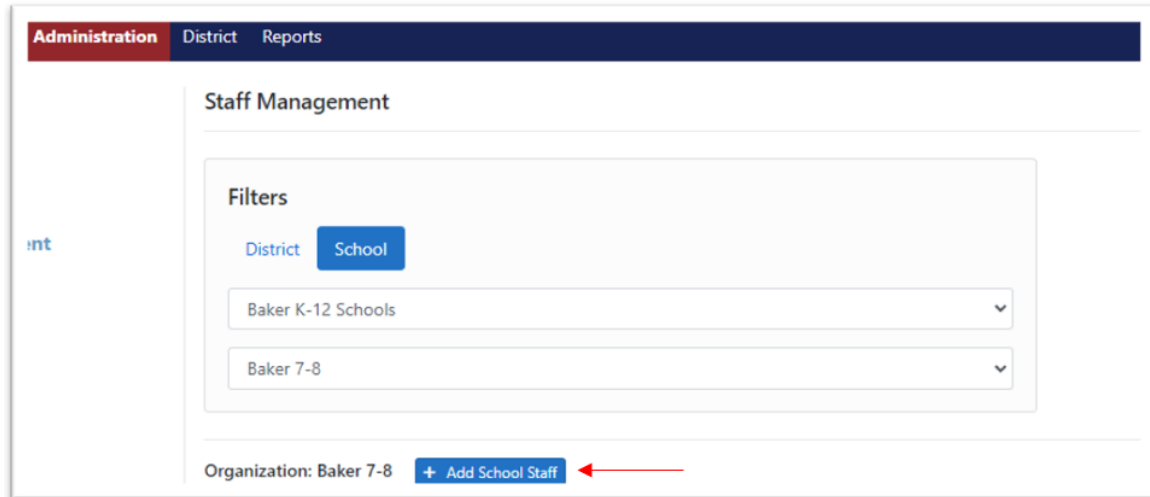 Administration District Reports
Staff Management
Filters
ent
District School
Baker K-12 Schools
Baker 7-8
Organization: Baker 7-8 + Add School Staff